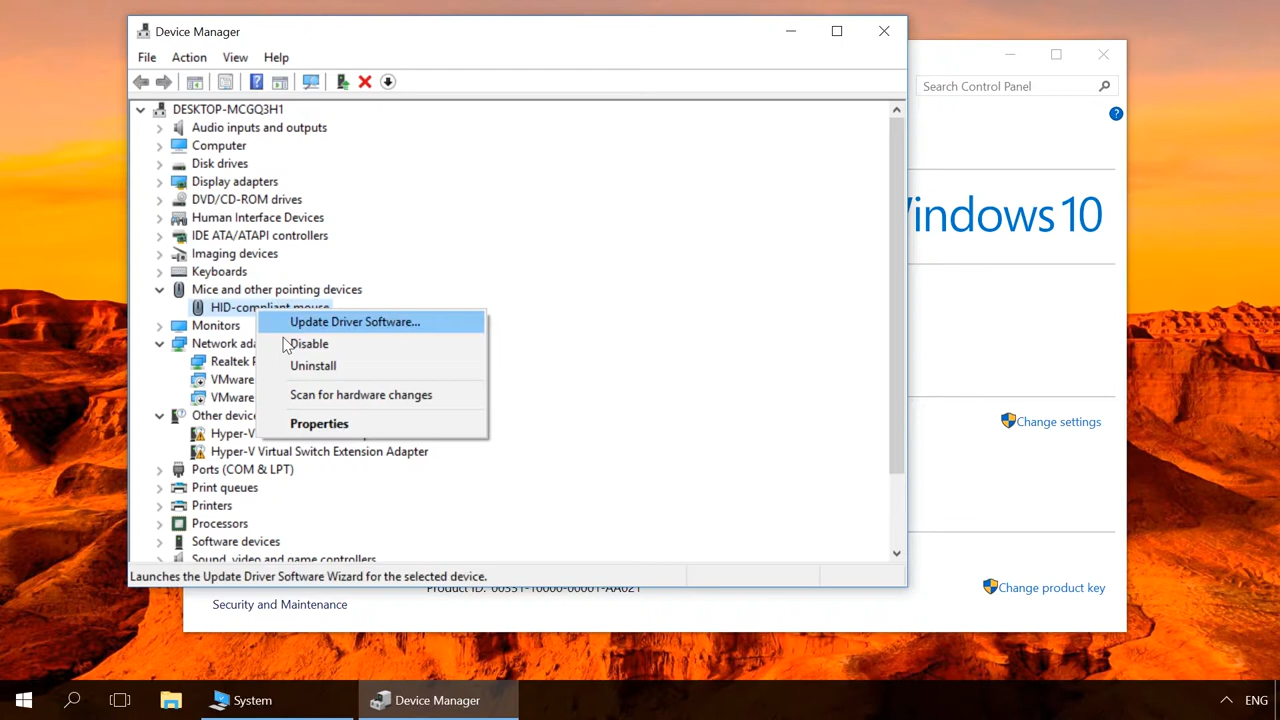 Device Manager
File Action View Help
Search Control Panel
DESKTOP-MCGQ3H1
Audio inputs and outputs
Computer
Disk drives
Display adapters
DVD/CD-ROM drives
Human Interface Devices
IDE ATA/ATAPI controllers
Imaging devices
Keyboards
Mice and other pointing devices
HID-compliant mouse
Update Driver Software...
Disable
Uninstall
Scan for hardware changes
Properties
Monitors
Network ada
Realtek
VMware
VMware
Other device
Hyper-V
Hyper-V Virtual Switch Extension Adapter
Ports (COM & LPT)
Print queues
Printers
Processors
Software devices
Sound, video and game controllers
Launches the Update Driver Software Wizard for the selected device.
Windows 10
Change settings
Product ID: 00331-10000-00001-AA021
Change product key
Security and Maintenance
System
Device Manager
ENG